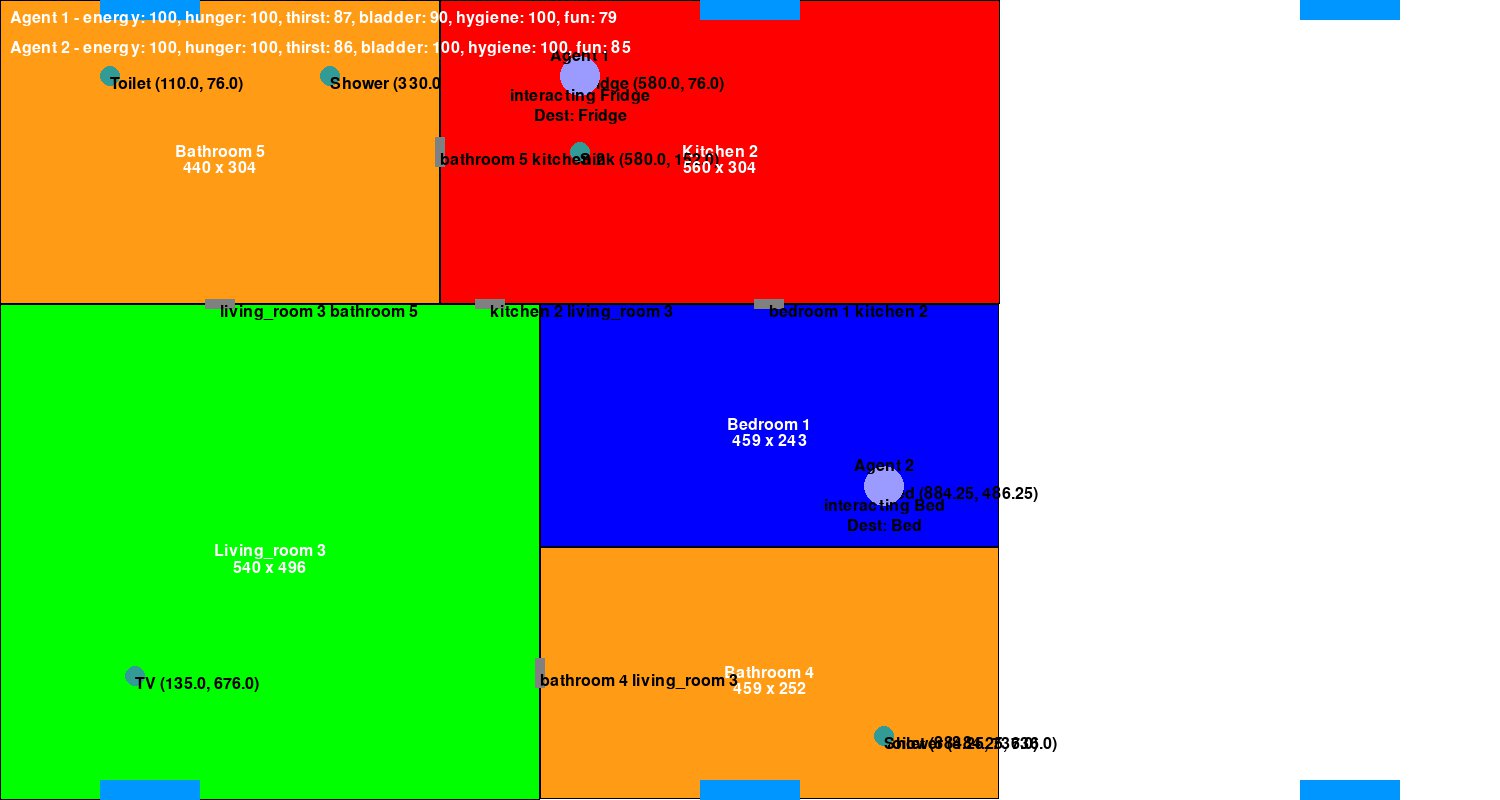 Agent 1 - energy: 100, hunger: 100, thirst: 87, bladder: 90, hygiene: 100, fun: 79
Agent 2 - energy: 100, hunger: 100, thirst: 86, bladder: 100, hygiene: 100, fun: 85
Agent 1
Toilet (110.0, 76.0)
Shower (330.0
(580.0, 76.0)
interacting Fridge
Dest: Fridge
Bathroom 5
440 x 304
Kitchen 2
560 x 304
bathroom 5 kitchen 2
Sink (580.0,
living_room 3 bathroom 5
kitchen 2 living_room 3
bedroom 1 kitchen 2
Bedroom 1
459 x 243
Agent 2
(884.25, 486.25)
interacting Bed
Dest: Bed
Living_room 3
540 x 496
Bathroom 4
459 x 252
bathroom 4 living_room 3
TV (135.0, 676.0)